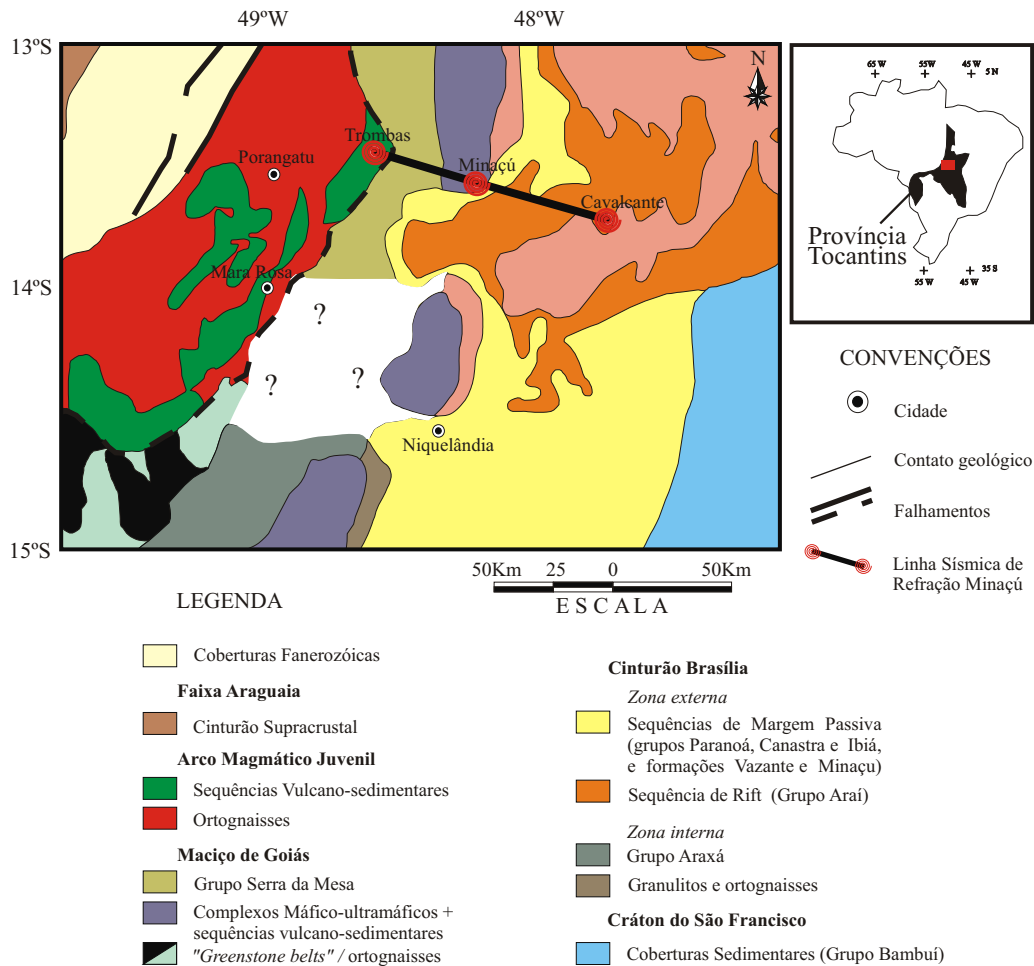 49ºW
48ºW
13ºS
14ºS
15ºS
N
Trombas
Porangatu
Minaçú
Cavalcante
Mara Rosa
?
?
?
Niquelândia
65 W
55 W
45 W
5 N
Província
Tocantins
55 W
45 W
35 S
CONVENÇÕES
Cidade
Contato geológico
Falhamentos
Linha Sísmica de
Refração Minaçú
50Km
25
0
50Km
E S C A L A
LEGENDA
Coberturas Fanerozóicas
Faixa Araguaia
Cinturão Supracrustal
Arco Magmático Juvenil
Sequências Vulcano-sedimentares
Ortognaisses
Maciço de Goiás
Grupo Serra da Mesa
Complexos Máfico-ultramáficos +
sequências vulcano-sedimentares
"Greenstone belts" / ortognaisses
Cinturão Brasília
Zona externa
Sequências de Margem Passiva
(grupos Paranoá, Canastra e Ibiá,
e formações Vazante e Minaçu)
Sequência de Rift (Grupo Araí)
Zona interna
Grupo Araxá
Granulitos e ortognaisses
Cráton do São Francisco
Coberturas Sedimentares (Grupo Bambuí)